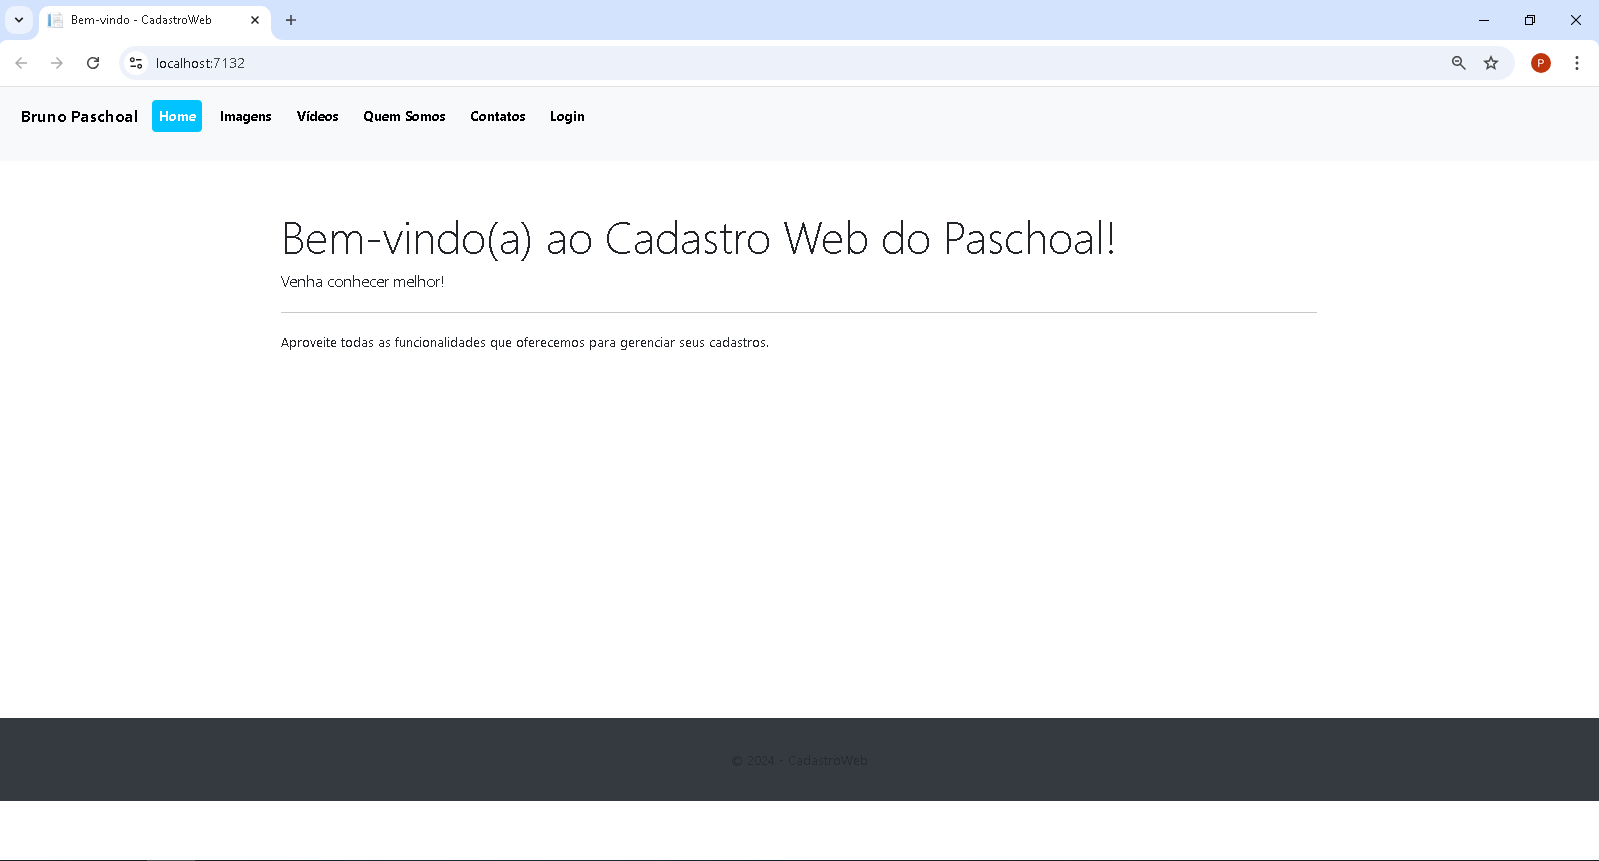 Bem-vindo - CadastroWeb
localhost:7132
P
Bruno Paschoal Home Imagens Vídeos Quem Somos Contatos Login
Bem-vindo(a) ao Cadastro Web do Paschoal!
Venha conhecer melhor!
Aproveite todas as funcionalidades que oferecemos para gerenciar seus cadastros.
© 2024 - CadastroWeb